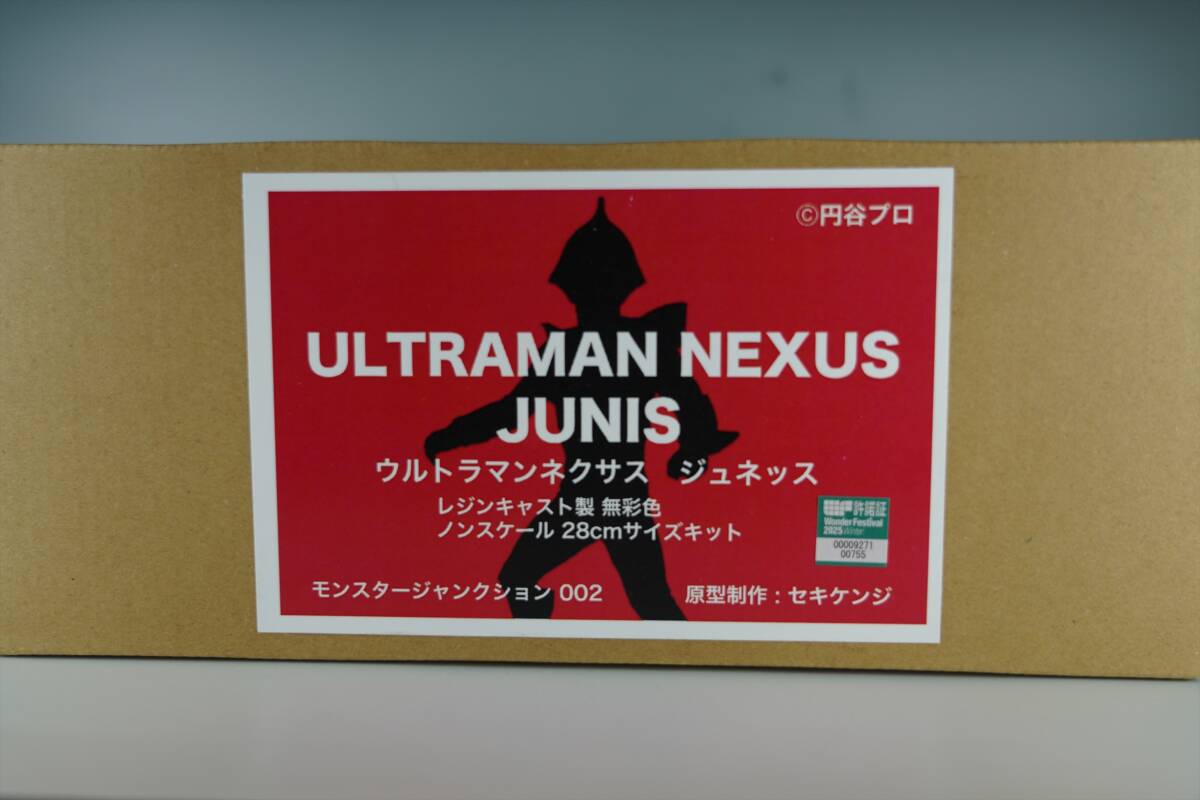 ©円谷プロ
ULTRAMAN NEXUS
JUNIS
ウルトラマンネクサス ジュネッス
レジンキャスト製 無彩色
ノンスケール 28cmサイズキット
許諾証
Wonder Festival
2025 Winter
00009271
00755
モンスタージャンクション 002
原型制作：セキケンジ